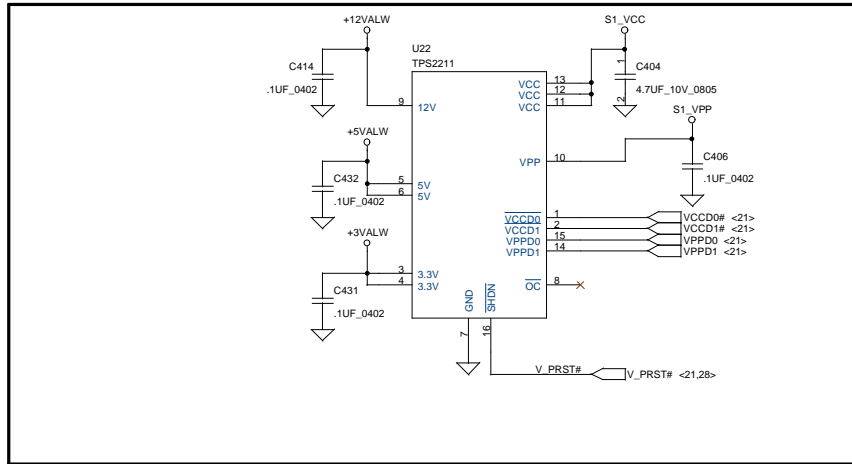 +12VALW
S1_VCC
U22
TPS2211
C414
.1UF_0402
9
12V
VCC
13
VCC
12
VCC
11
1
2
C404
4.7UF_10V_0805
S1_VPP
VPP
10
C406
.1UF_0402
+5VALW
C432
.1UF_0402
5
5V
6
5V
VCCD0
1
VCCD0# <21>
VCCD1
2
VCCD1# <21>
VPPD0
15
VPPD0 <21>
VPPD1
14
VPPD1 <21>
+3VALW
C431
.1UF_0402
3
3.3V
4
3.3V
OC
8
GND
SHDN
7
16
V_PRST#
V_PRST# <21,28>